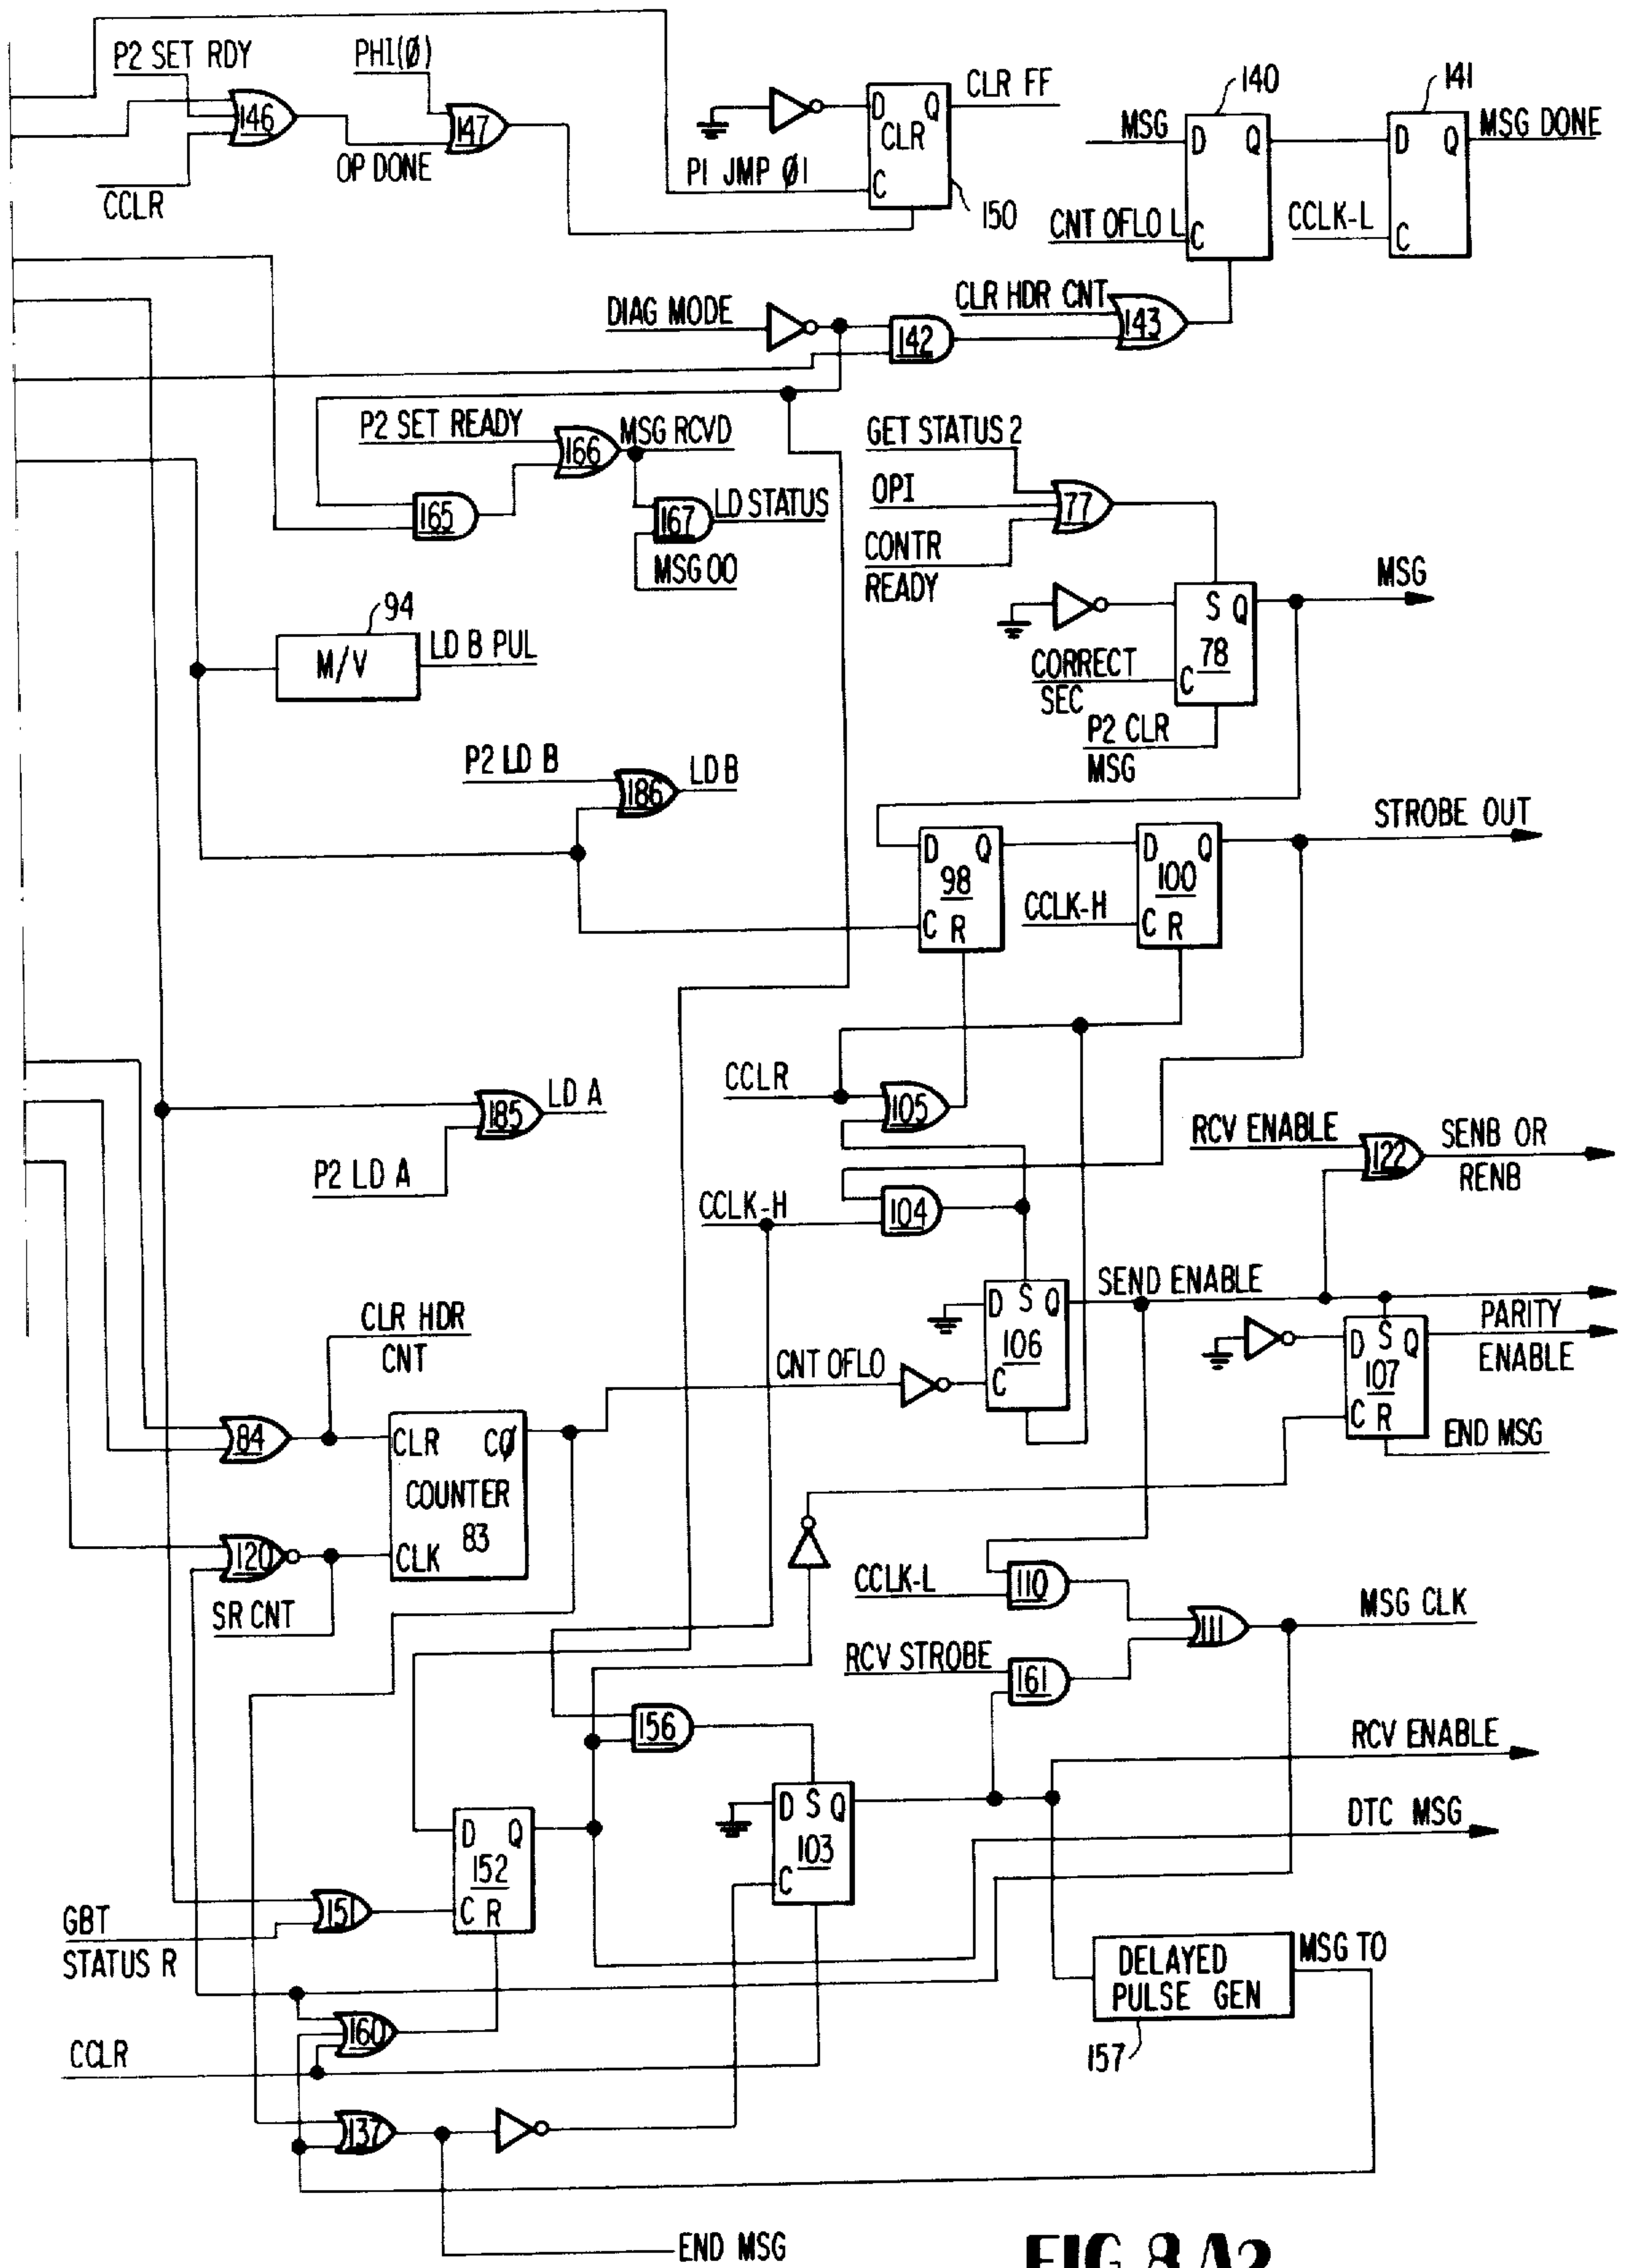 P2 SET RDY
PH1(Ø)
146
147
OP DONE
CCLR
D Q
CLR
C
CLR FF
P1 JMP Ø1
150
140
141
MSG
D Q
C
D Q
C
MSG DONE
CNT OFLO L
CCLK-L
DIAG MODE
142
CLR HDR CNT
143
P2 SET READY
166
MSG RCVD
165
167
LD STATUS
MSG 00
GET STATUS 2
OPI
CONTR
READY
77
94
M/V
LD B PUL
S Q
78
C
MSG
CORRECT
SEC
P2 CLR
MSG
P2 LD B
186
LD B
STROBE OUT
D Q
98
C R
D Q
100
C R
CCLK-H
CCLR
105
185
LD A
P2 LD A
RCV ENABLE
122
SENB OR
RENB
CCLK-H
104
SEND ENABLE
D S Q
106
C
CLR HDR
CNT
CNT OFLO
D S Q
107
C R
PARITY
ENABLE
END MSG
84
CLR CØ
COUNTER
83
CLK
120
SR CNT
CCLK-L
110
111
MSG CLK
RCV STROBE
161
156
RCV ENABLE
D S Q
103
C
DTC MSG
D Q
152
C R
151
GBT
STATUS R
DELAYED
PULSE GEN
MSG TO
157
160
CCLR
137
END MSG
FIG. 8 A2